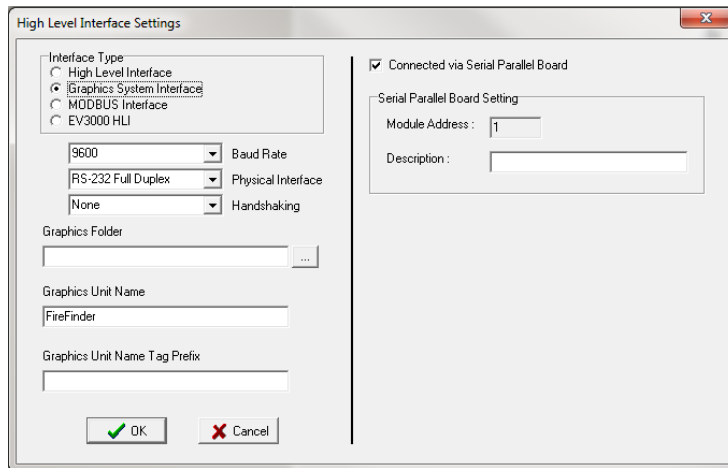 High Level Interface Settings
Interface Type
High Level Interface
Graphics System Interface
MODBUS Interface
EV3000 HLI
9600 Baud Rate
RS-232 Full Duplex Physical Interface
None Handshaking
Graphics Folder
...
Graphics Unit Name
FireFinder
Graphics Unit Name Tag Prefix
OK Cancel
Connected via Serial Parallel Board
Serial Parallel Board Setting
Module Address : 1
Description :